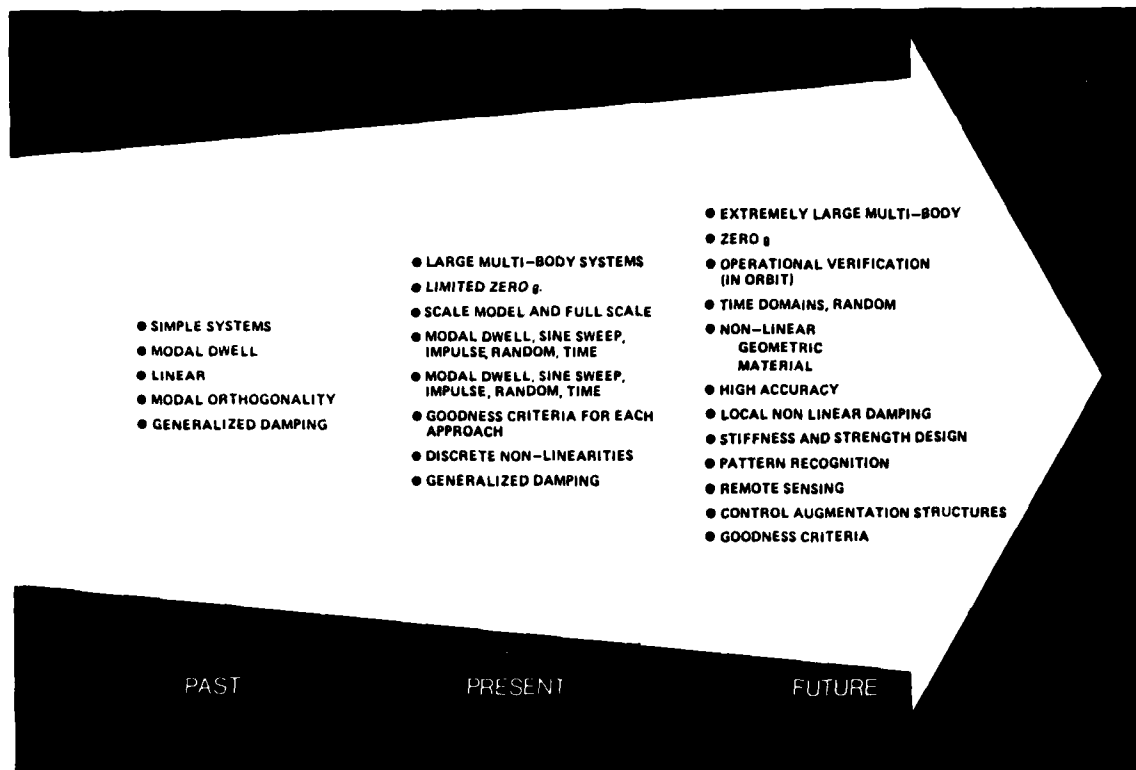 ● SIMPLE SYSTEMS
● MODAL DWELL
● LINEAR
● MODAL ORTHOGONALITY
● GENERALIZED DAMPING
● LARGE MULTI-BODY SYSTEMS
● LIMITED ZERO g.
● SCALE MODEL AND FULL SCALE
● MODAL DWELL, SINE SWEEP,
IMPULSE, RANDOM, TIME
● MODAL DWELL, SINE SWEEP,
IMPULSE, RANDOM, TIME
● GOODNESS CRITERIA FOR EACH
APPROACH
● DISCRETE NON-LINEARITIES
● GENERALIZED DAMPING
● EXTREMELY LARGE MULTI-BODY
● ZERO g
● OPERATIONAL VERIFICATION
(IN ORBIT)
● TIME DOMAINS, RANDOM
● NON-LINEAR
GEOMETRIC
MATERIAL
● HIGH ACCURACY
● LOCAL NON LINEAR DAMPING
● STIFFNESS AND STRENGTH DESIGN
● PATTERN RECOGNITION
● REMOTE SENSING
● CONTROL AUGMENTATION STRUCTURES
● GOODNESS CRITERIA
PAST
PRESENT
FUTURE